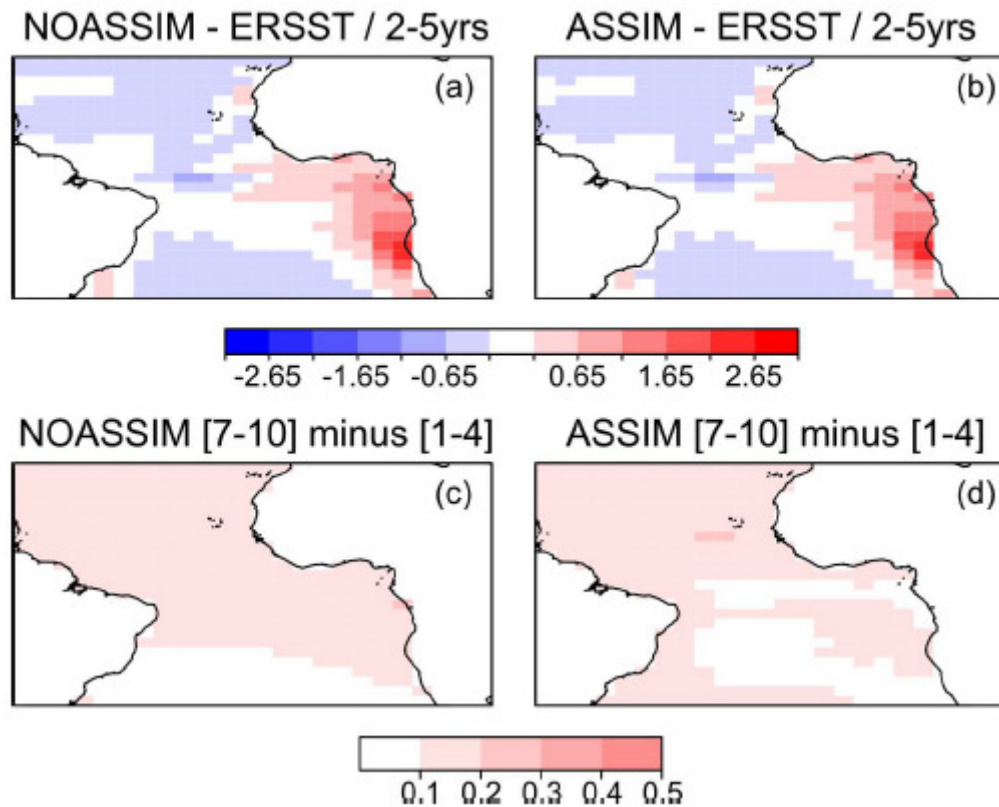 NOASSIM - ERSST / 2-5yrs
ASSIM - ERSST / 2-5yrs
(a)
(b)
-2.65 -1.65 -0.65 0.65 1.65 2.65
NOASSIM [7-10] minus [1-4]
ASSIM [7-10] minus [1-4]
(c)
(d)
0.1 0.2 0.3 0.4 0.5